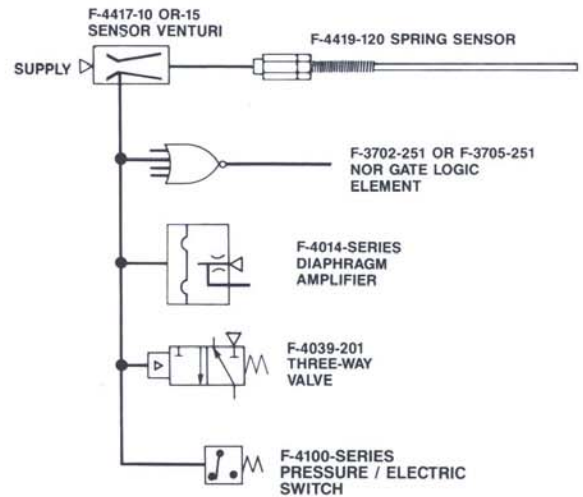 F-4417-10 OR-15
SENSOR VENTURI
F-4419-120 SPRING SENSOR
SUPPLY
F-3702-251 OR F-3705-251
NOR GATE LOGIC
ELEMENT
F-4014-SERIES
DIAPHRAGM
AMPLIFIER
F-4039-201
THREE-WAY
VALVE
F-4100-SERIES
PRESSURE / ELECTRIC
SWITCH